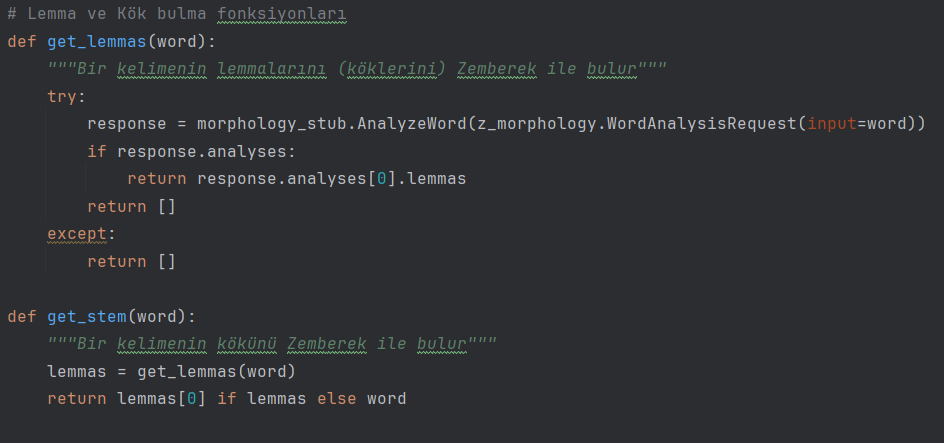 # Lemma ve Kök bulma fonksiyonları
def get_lemmas(word):
    """Bir kelimenin lemmalarını (köklerini) Zemberek ile bulur"""
    try:
        response = morphology_stub.AnalyzeWord(z_morphology.WordAnalysisRequest(input=word))
        if response.analyses:
            return response.analyses[0].lemmas
        return []
    except:
        return []

def get_stem(word):
    """Bir kelimenin kökünü Zemberek ile bulur"""
    lemmas = get_lemmas(word)
    return lemmas[0] if lemmas else word